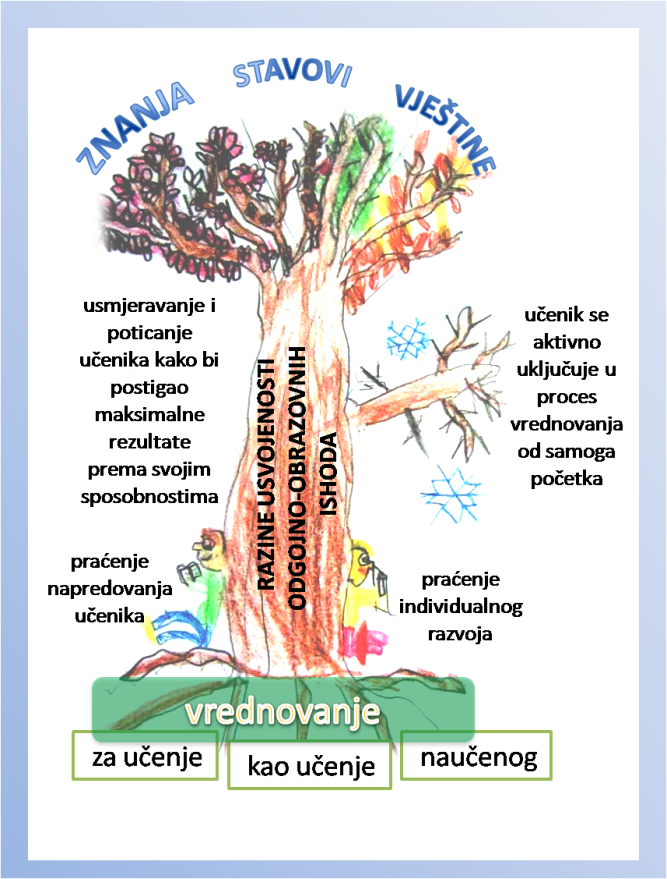 ZNANJA
STAVOVI
VJEŠTINE
usmjeravanje i
poticanje
učenika kako bi
postigao
maksimalne
rezultate
prema svojim
sposobnostima
RAZINE USVOJENOSTI
ODGOJNO-OBRAZOVNIH
ISHODA
učenik se
aktivno
uključuje u
proces
vrednovanja
od samoga
početka
praćenje
napredovanja
učenika
praćenje
individualnog
razvoja
vrednovanje
za učenje
kao učenje
naučenog